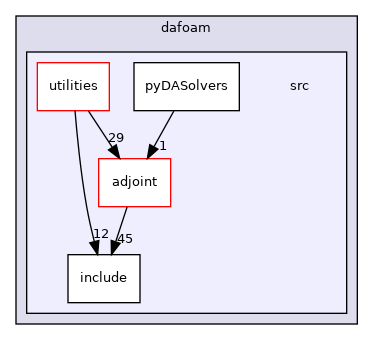 dafoam
utilities
pyDASolvers
src
29
1
adjoint
12
45
include